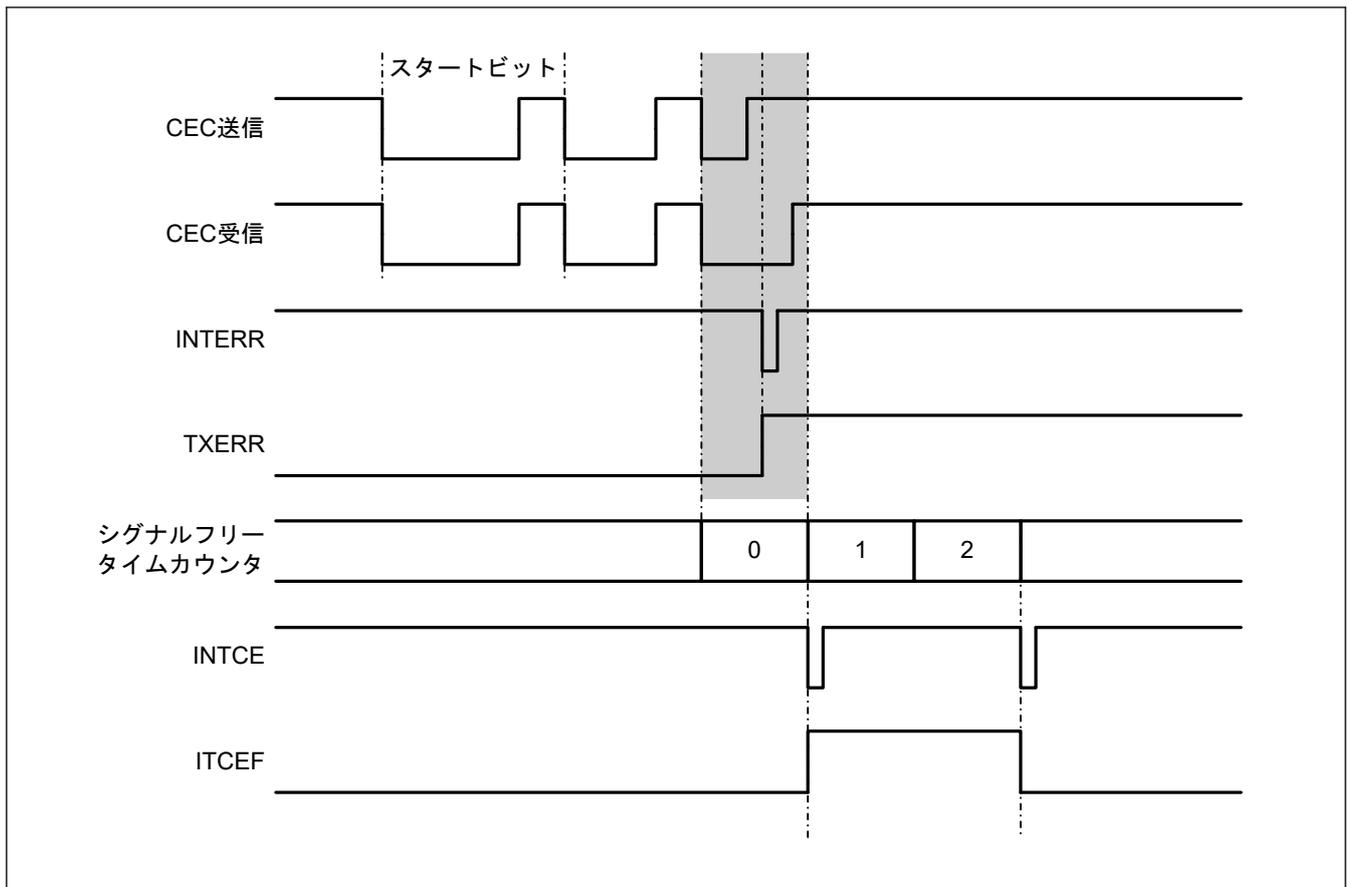 スタートビット
CEC送信
CEC受信
INTERR
TXERR
シグナルフリー
タイムカウンタ
0 1 2
INTCE
ITCEF